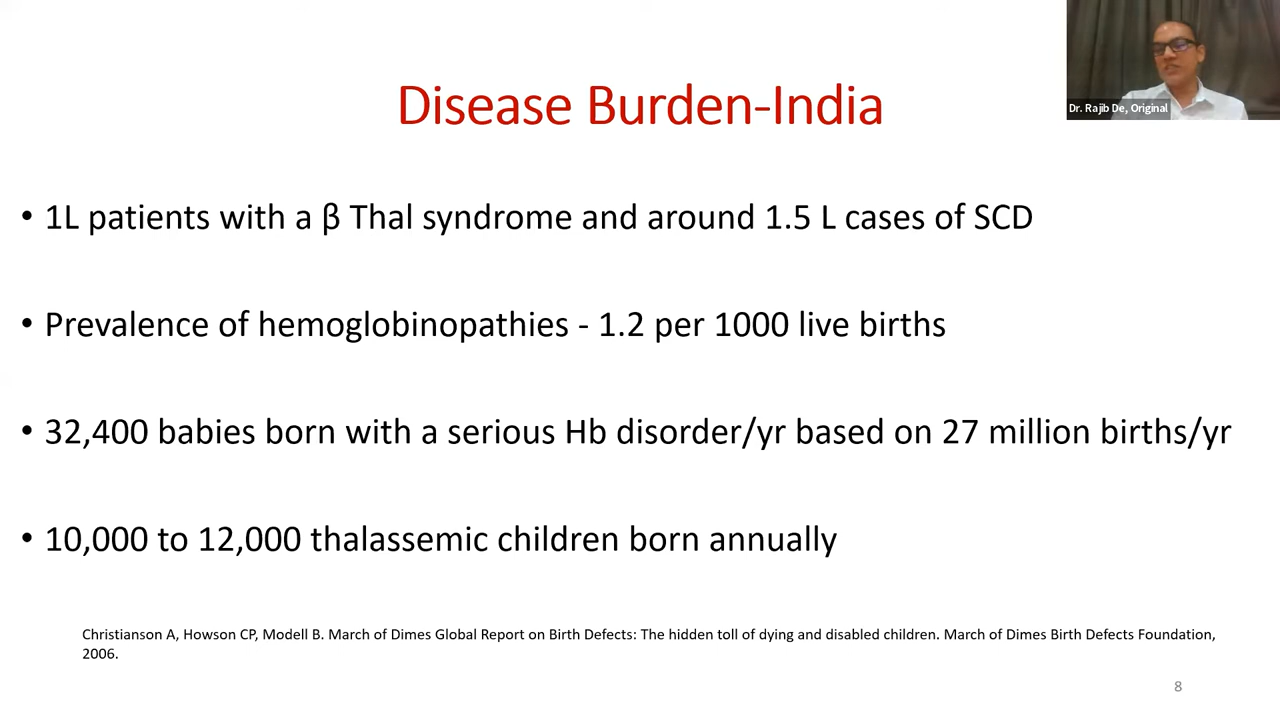 Dr. Rajib De, Original
Disease Burden-India
• 1L patients with a β Thal syndrome and around 1.5 L cases of SCD
• Prevalence of hemoglobinopathies - 1.2 per 1000 live births
• 32,400 babies born with a serious Hb disorder/yr based on 27 million births/yr
• 10,000 to 12,000 thalassemic children born annually
Christianson A, Howson CP, Modell B. March of Dimes Global Report on Birth Defects: The hidden toll of dying and disabled children. March of Dimes Birth Defects Foundation,
2006.
8